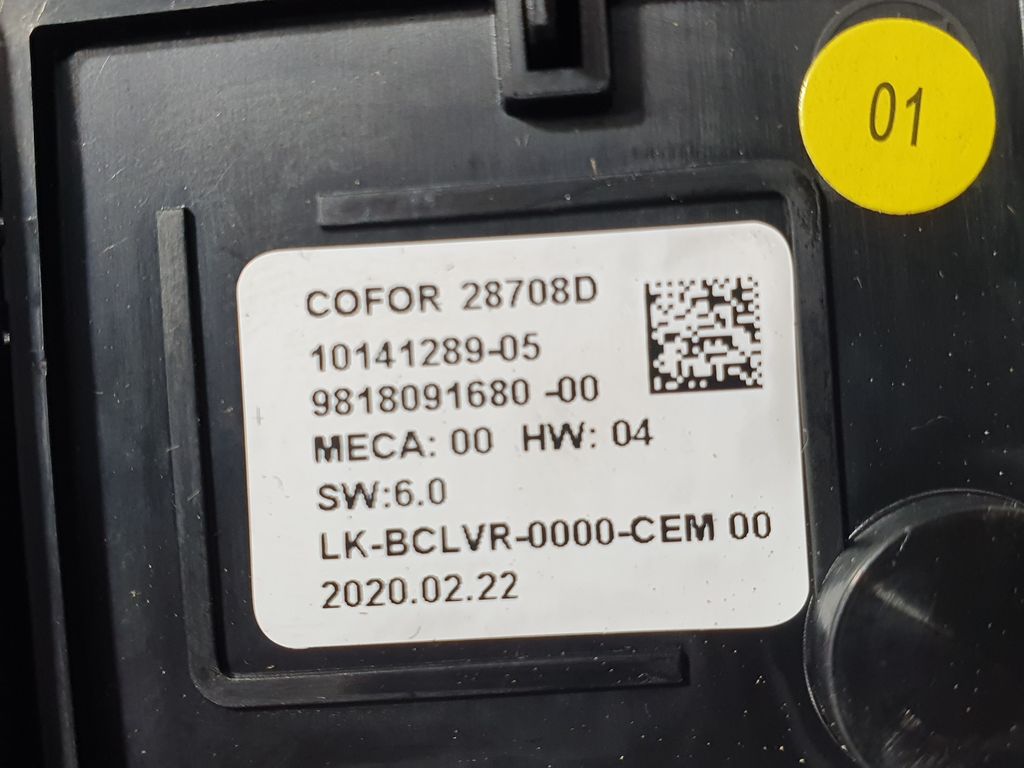 01
COFOR 28708D
10141289-05
9818091680 -00
MECA: 00 HW: 04
SW:6.0
LK-BCLVR-0000-CEM 00
2020.02.22